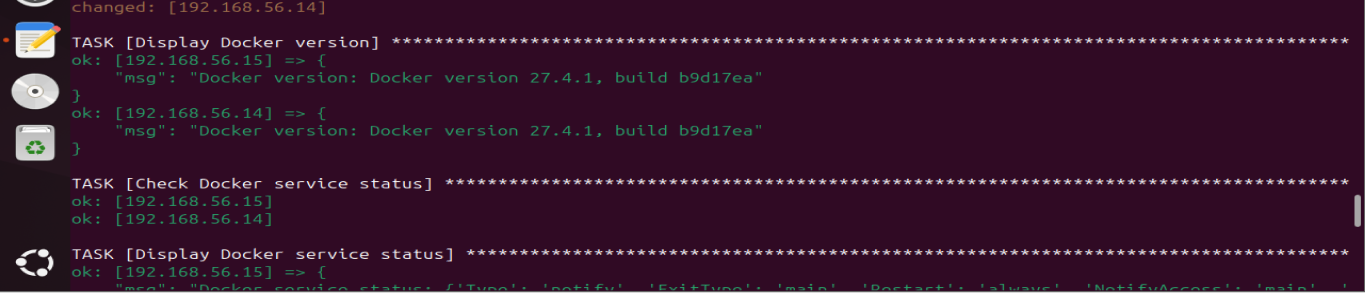 changed: [192.168.56.14]
TASK [Display Docker version] ******************************************************************************************
ok: [192.168.56.15] => {
    "msg": "Docker version: Docker version 27.4.1, build b9d17ea"
}
ok: [192.168.56.14] => {
    "msg": "Docker version: Docker version 27.4.1, build b9d17ea"
}
TASK [Check Docker service status] *************************************************************************************
ok: [192.168.56.15]
ok: [192.168.56.14]
TASK [Display Docker service status] ***********************************************************************************
ok: [192.168.56.15] => {
    "msg": "Docker service status: {'Type': 'notify', 'ExitType': 'main', 'Restart': 'always', 'NotifyAccess': 'main', '